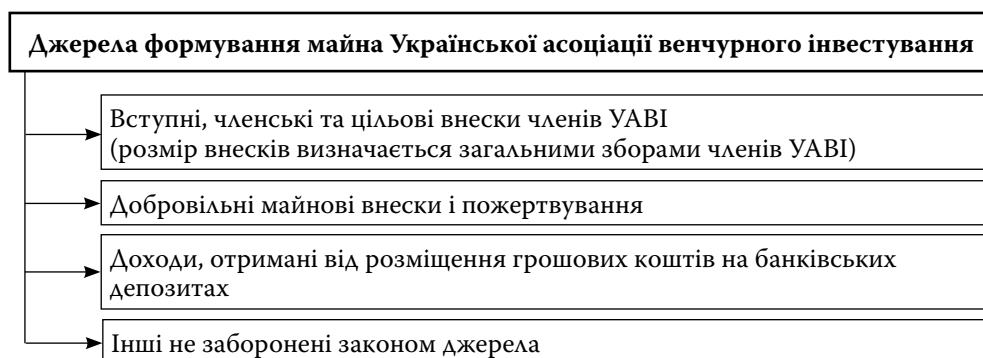 Джерела формування майна Української асоціації венчурного інвестування
Вступні, членські та цільові внески членів УАВІ
(розмір внесків визначається загальними зборами членів УАВІ)
Добровільні майнові внески і пожертвування
Доходи, отримані від розміщення грошових коштів на банківських
депозитах
Інші не заборонені законом джерела